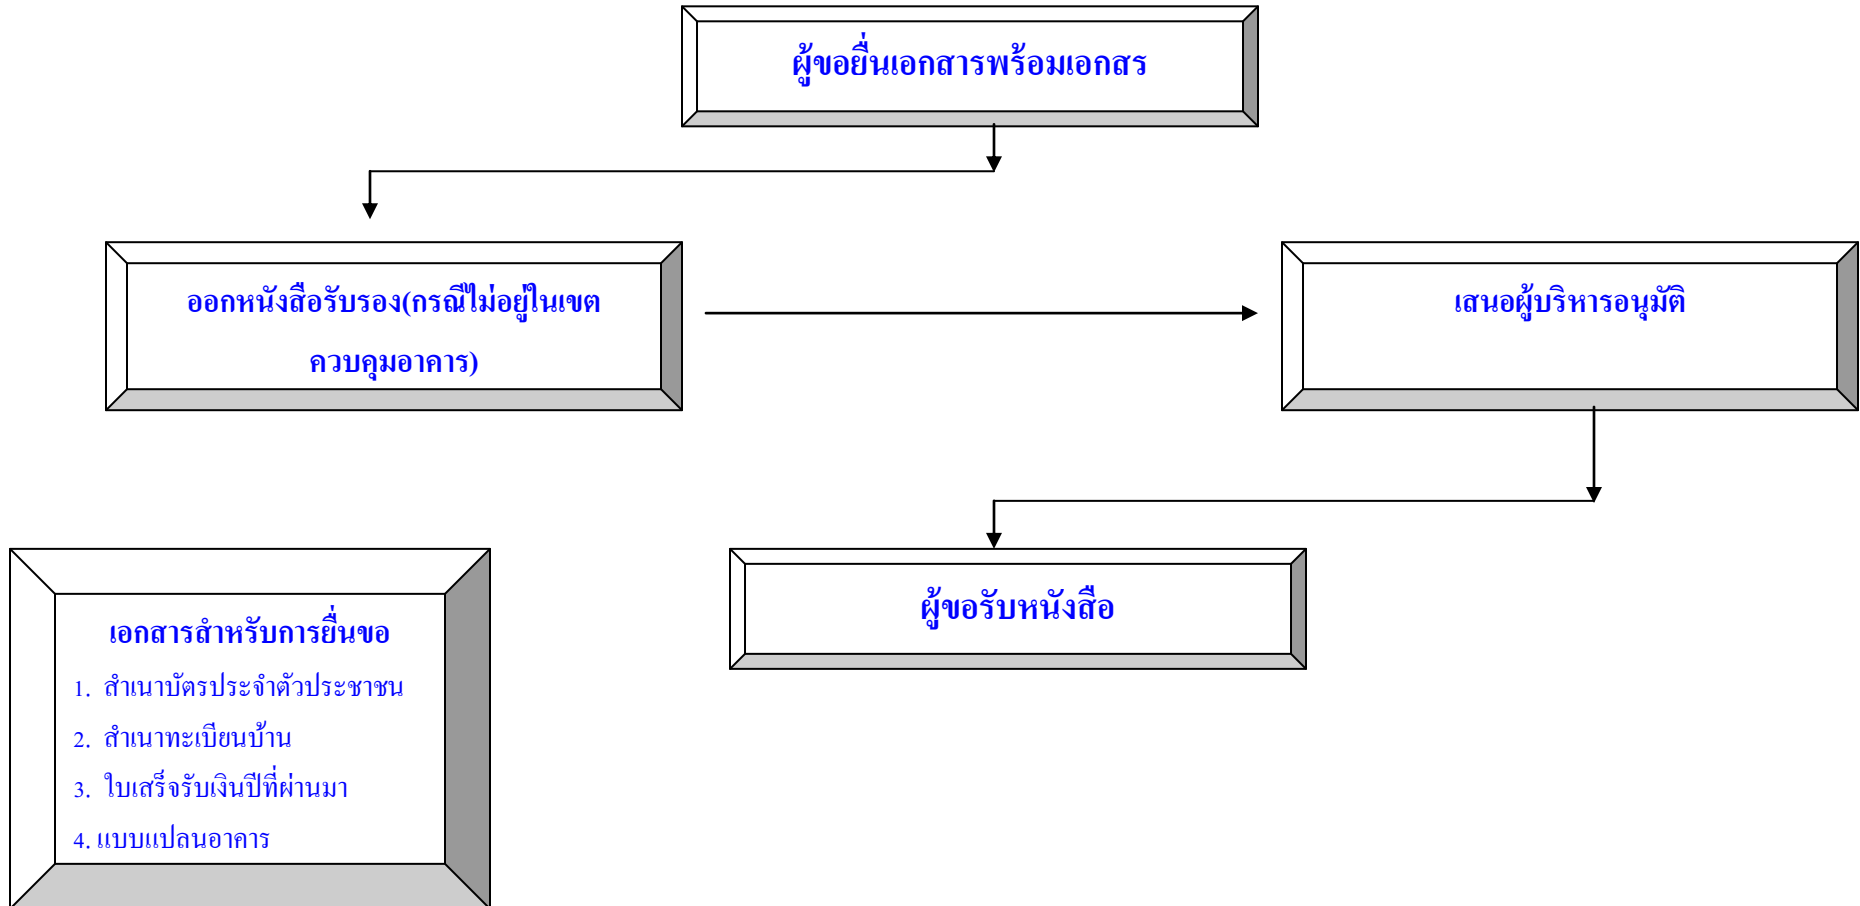 ผู้ขอยื่นเอกสารพร้อมเอกสร
ออกหนังสือรับรอง(กรณีไม่อยู่ในเขต
ควบคุมอาคาร)
เสนอผู้บริหารอนุมัติ
ผู้ขอรับหนังสือ
เอกสารสำหรับการยื่นขอ
1. สำเนาบัตรประจำตัวประชาชน
2. สำเนาทะเบียนบ้าน
3. ใบเสร็จรับเงินปีที่ผ่านมา
4. แบบแปลนอาคาร